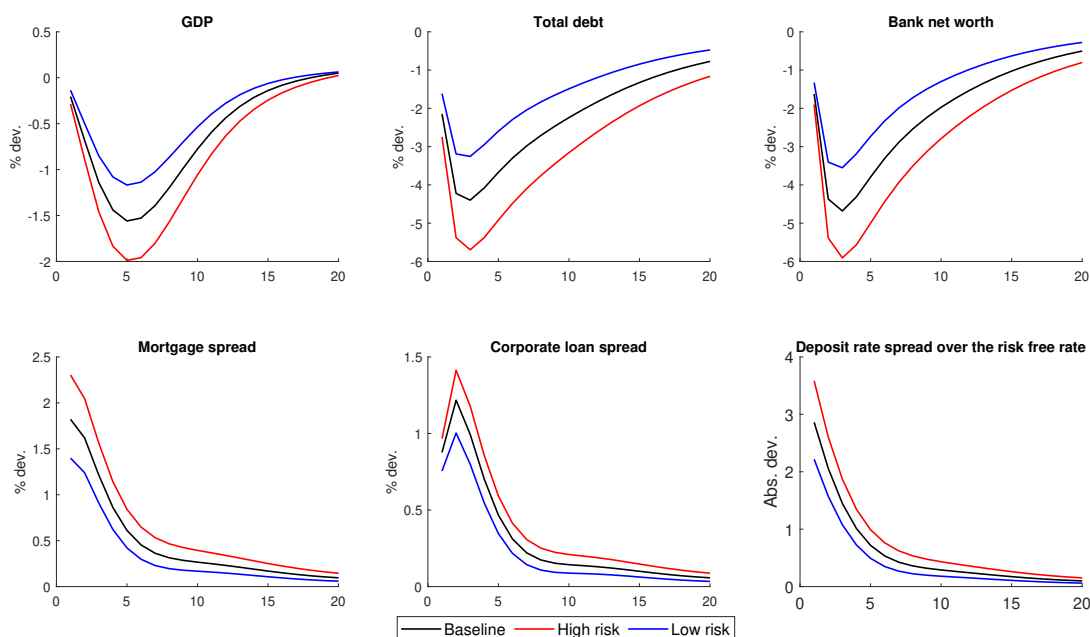 GDP
% dev.
0.5
0
-0.5
-1
-1.5
-2
0 5 10 15 20
Total debt
% dev.
0
-1
-2
-3
-4
-5
-6
0 5 10 15 20
Bank net worth
% dev.
0
-1
-2
-3
-4
-5
-6
0 5 10 15 20
Mortgage spread
% dev.
2.5
2
1.5
1
0.5
0
0 5 10 15 20
Corporate loan spread
% dev.
1.5
1
0.5
0
0 5 10 15 20
Deposit rate spread over the risk free rate
Abs. dev.
4
3
2
1
0
0 5 10 15 20
Baseline High risk Low risk